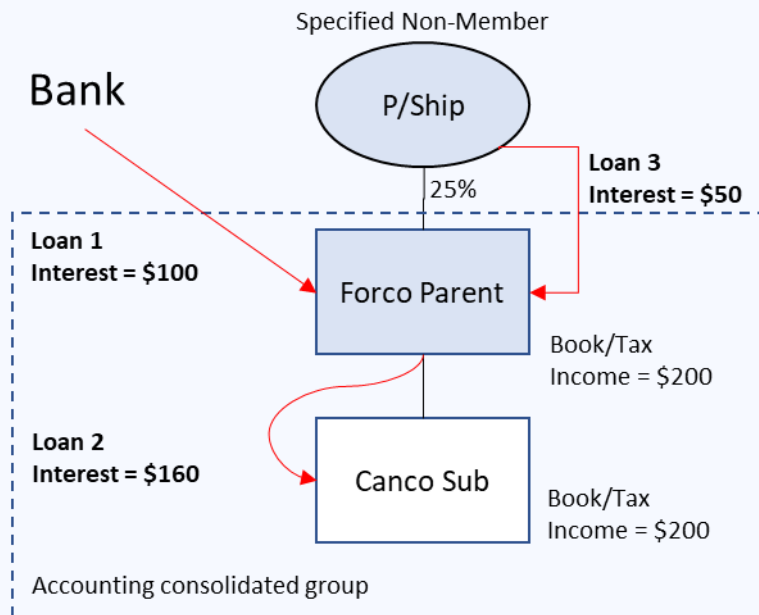 Specified Non-Member
Bank
P/Ship
Loan 3
Interest = $50
25%
Loan 1
Interest = $100
Forco Parent
Book/Tax
Income = $200
Loan 2
Interest = $160
Canco Sub
Book/Tax
Income = $200
Accounting consolidated group